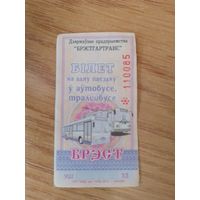 Дзяржаўнае прадпрыемства
"БРЭСТГАРТРАНС"
БІЛЕТ
на адну паездку
ў аўтобусе,
тралейбусе
110085
БРЭСТ